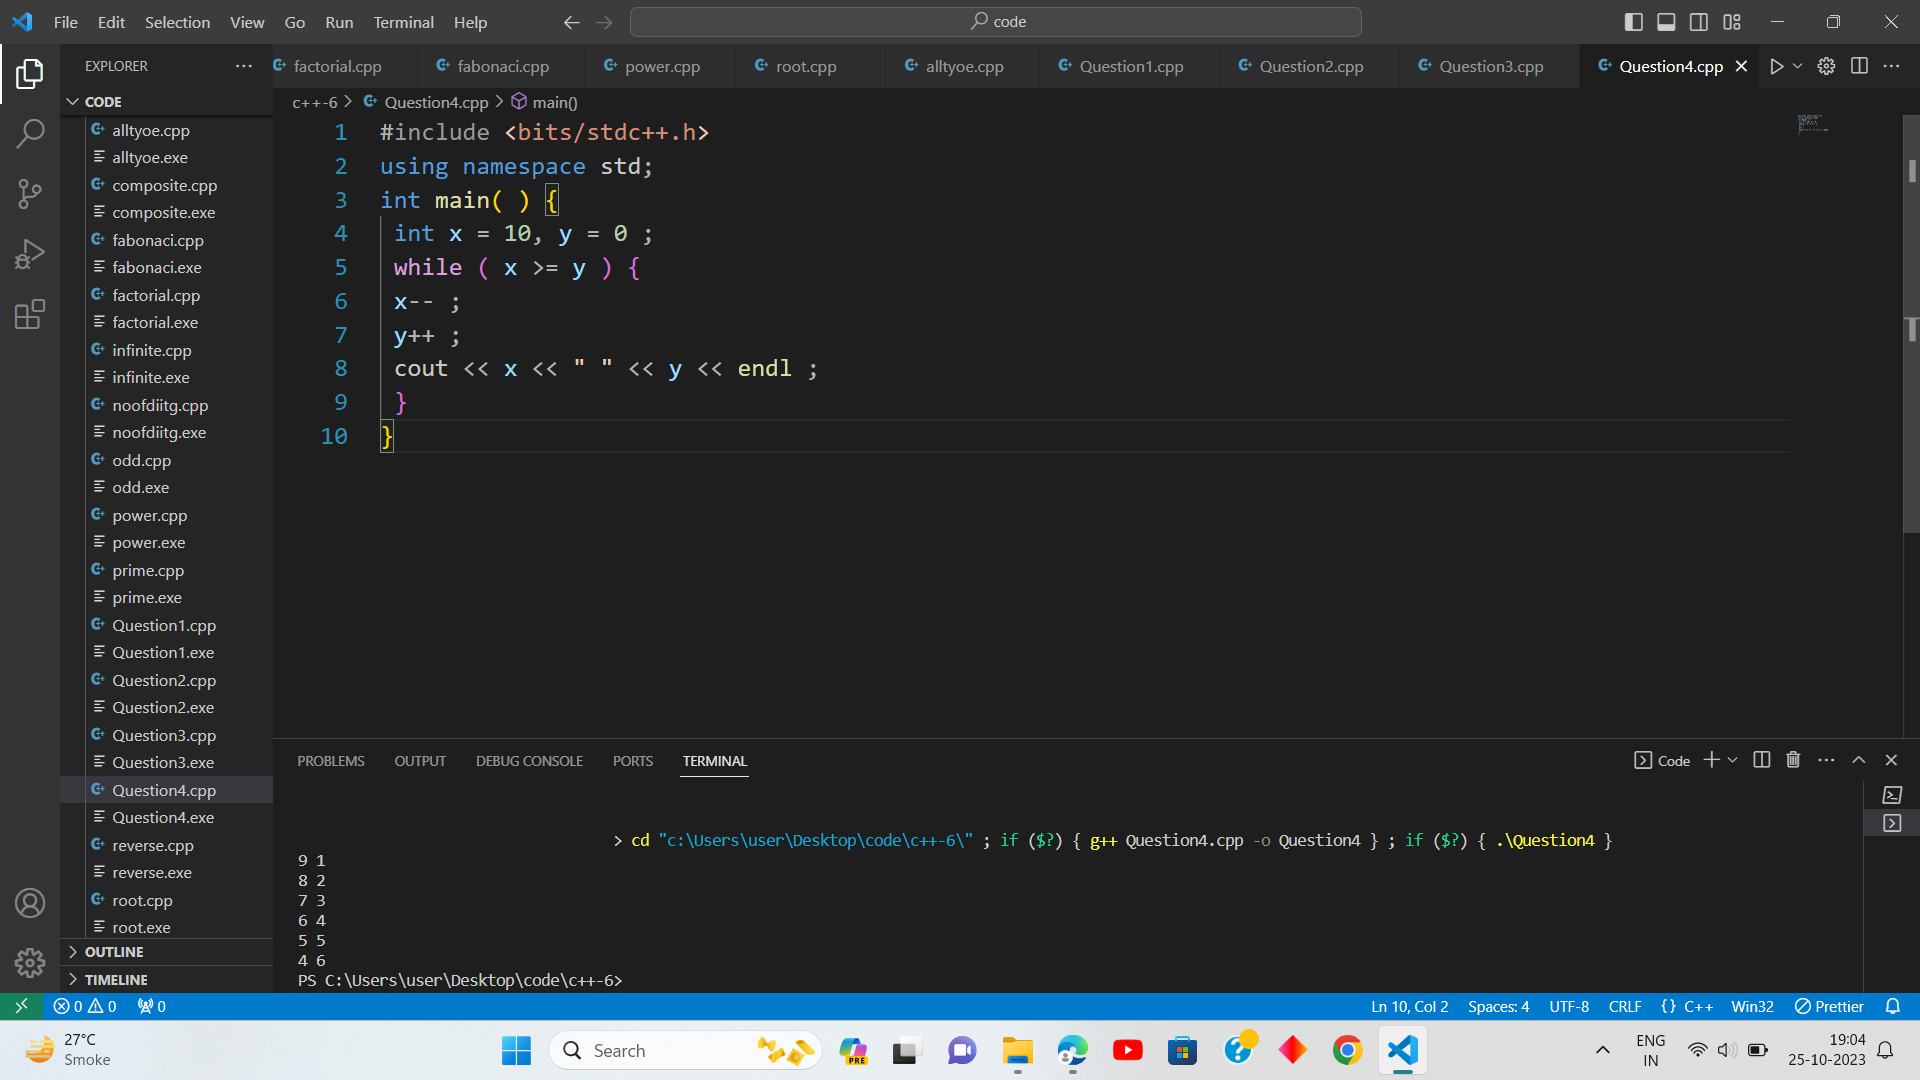 File Edit Selection View Go Run Terminal Help
code
EXPLORER
factorial.cpp fabonaci.cpp power.cpp root.cpp alltyoe.cpp Question1.cpp Question2.cpp Question3.cpp Question4.cpp
CODE
c++-6 > Question4.cpp > main()
alltyoe.cpp
alltyoe.exe
composite.cpp
composite.exe
fabonaci.cpp
fabonaci.exe
factorial.cpp
factorial.exe
infinite.cpp
infinite.exe
noofdiitg.cpp
noofdiitg.exe
odd.cpp
odd.exe
power.cpp
power.exe
prime.cpp
prime.exe
Question1.cpp
Question1.exe
Question2.cpp
Question2.exe
Question3.cpp
Question3.exe
Question4.cpp
Question4.exe
reverse.cpp
reverse.exe
root.cpp
root.exe
OUTLINE
TIMELINE
1 #include <bits/stdc++.h>
2 using namespace std;
3 int main( ) {
4 int x = 10, y = 0 ;
5 while ( x >= y ) {
6 x-- ;
7 y++ ;
8 cout << x << " " << y << endl ;
9 }
10 }
PROBLEMS OUTPUT DEBUG CONSOLE PORTS TERMINAL
Code
> cd "c:\Users\user\Desktop\code\c++-6\" ; if ($?) { g++ Question4.cpp -o Question4 } ; if ($?) { .\Question4 }
9 1
8 2
7 3
6 4
5 5
4 6
PS C:\Users\user\Desktop\code\c++-6>
0 0 0
Ln 10, Col 2 Spaces: 4 UTF-8 CRLF {} C++ Win32 Prettier
27°C
Smoke
Search
PRE
ENG
IN
19:04
25-10-2023